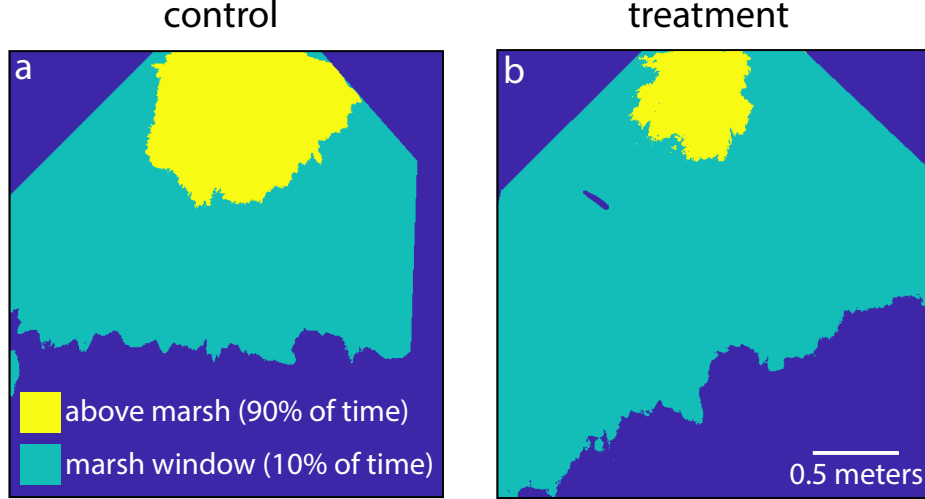 control
treatment
a
b
above marsh (90% of time)
marsh window (10% of time)
0.5 meters